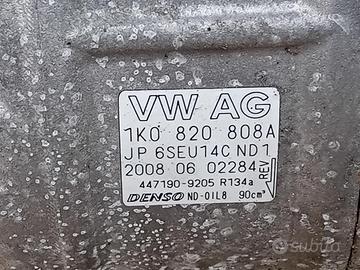 VW AG
1K0 820 808A
JP 6SEU14C ND1
2008 06 02284
REV
447190-9205 R134a
DENSO ND-OIL8 90cm³
subito